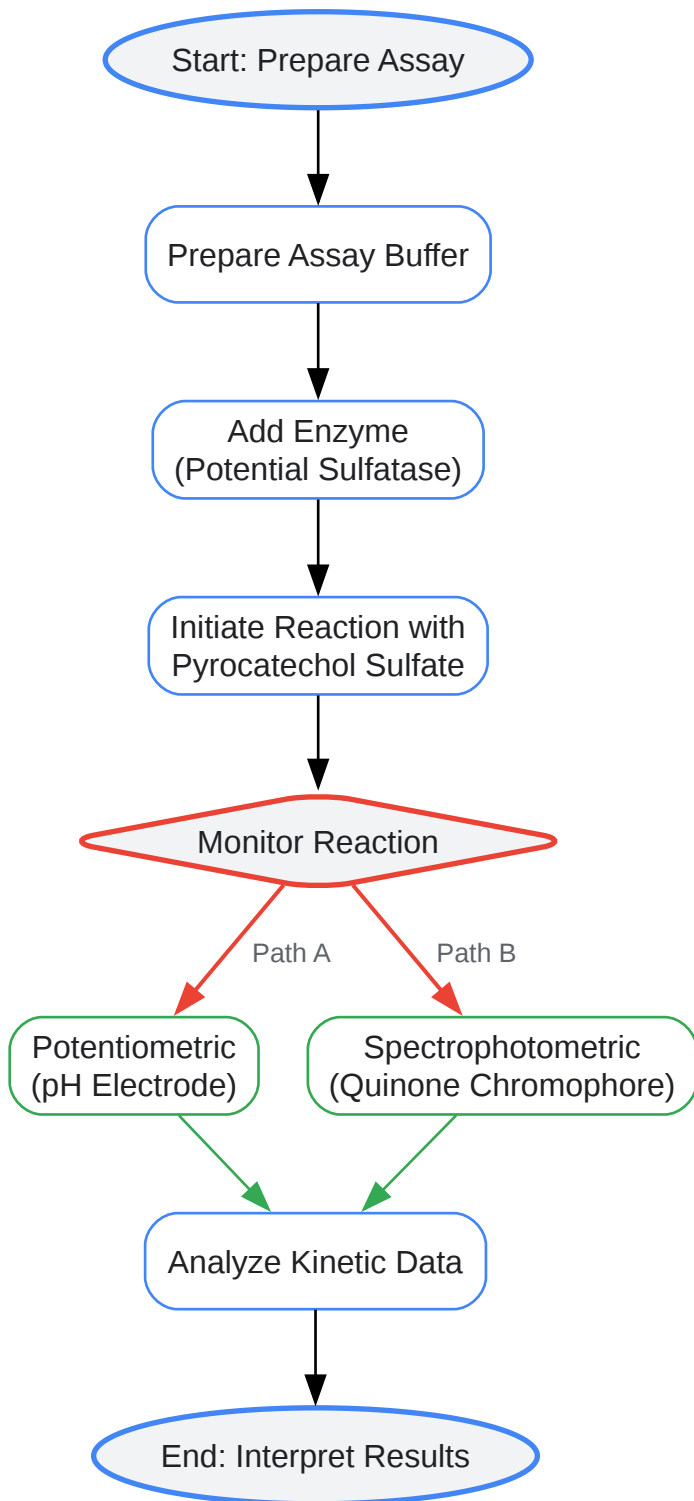 Start: Prepare Assay
Prepare Assay Buffer
Add Enzyme
(Potential Sulfatase)
Initiate Reaction with
Pyrocatechol Sulfate
Monitor Reaction
Path A
Path B
Potentiometric
(pH Electrode)
Spectrophotometric
(Quinone Chromophore)
Analyze Kinetic Data
End: Interpret Results